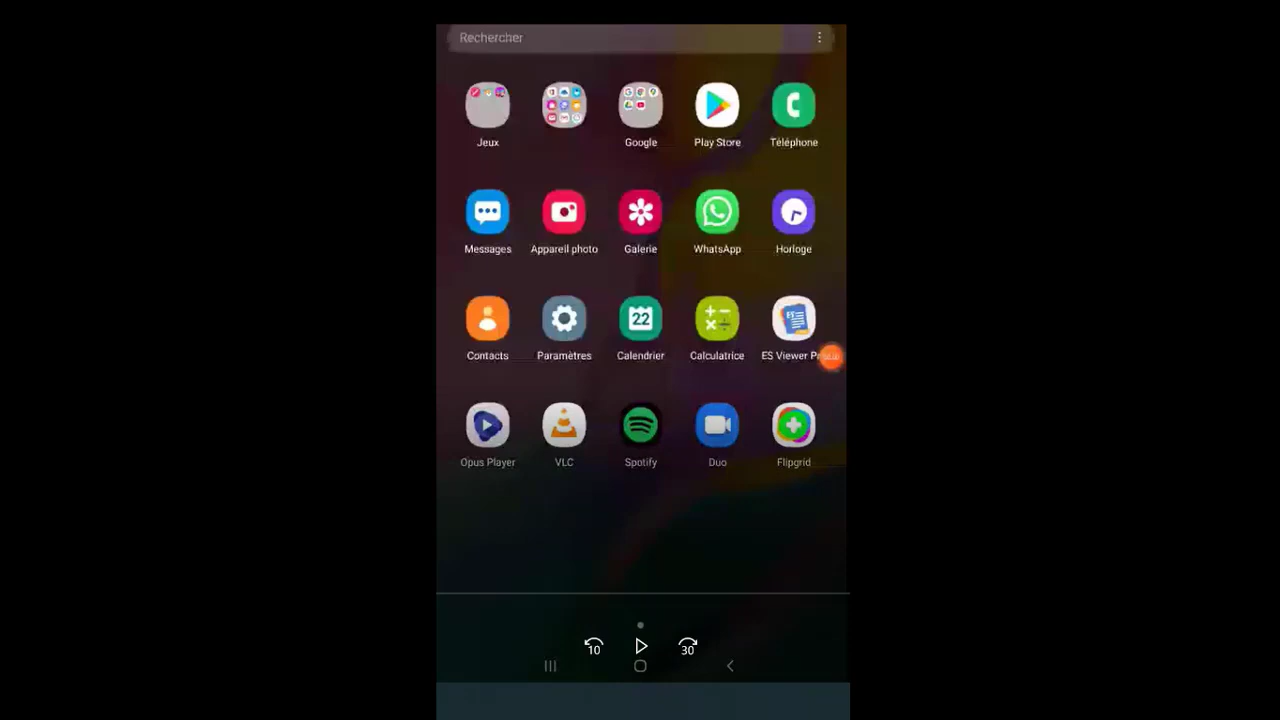 Rechercher
Jeux
Google
Play Store
Téléphone
Messages
Appareil photo
Galerie
WhatsApp
Horloge
Contacts
Paramètres
22
Calendrier
Calculatrice
ES Viewer
Opus Player
VLC
Spotify
Duo
Flipgrid
10
30